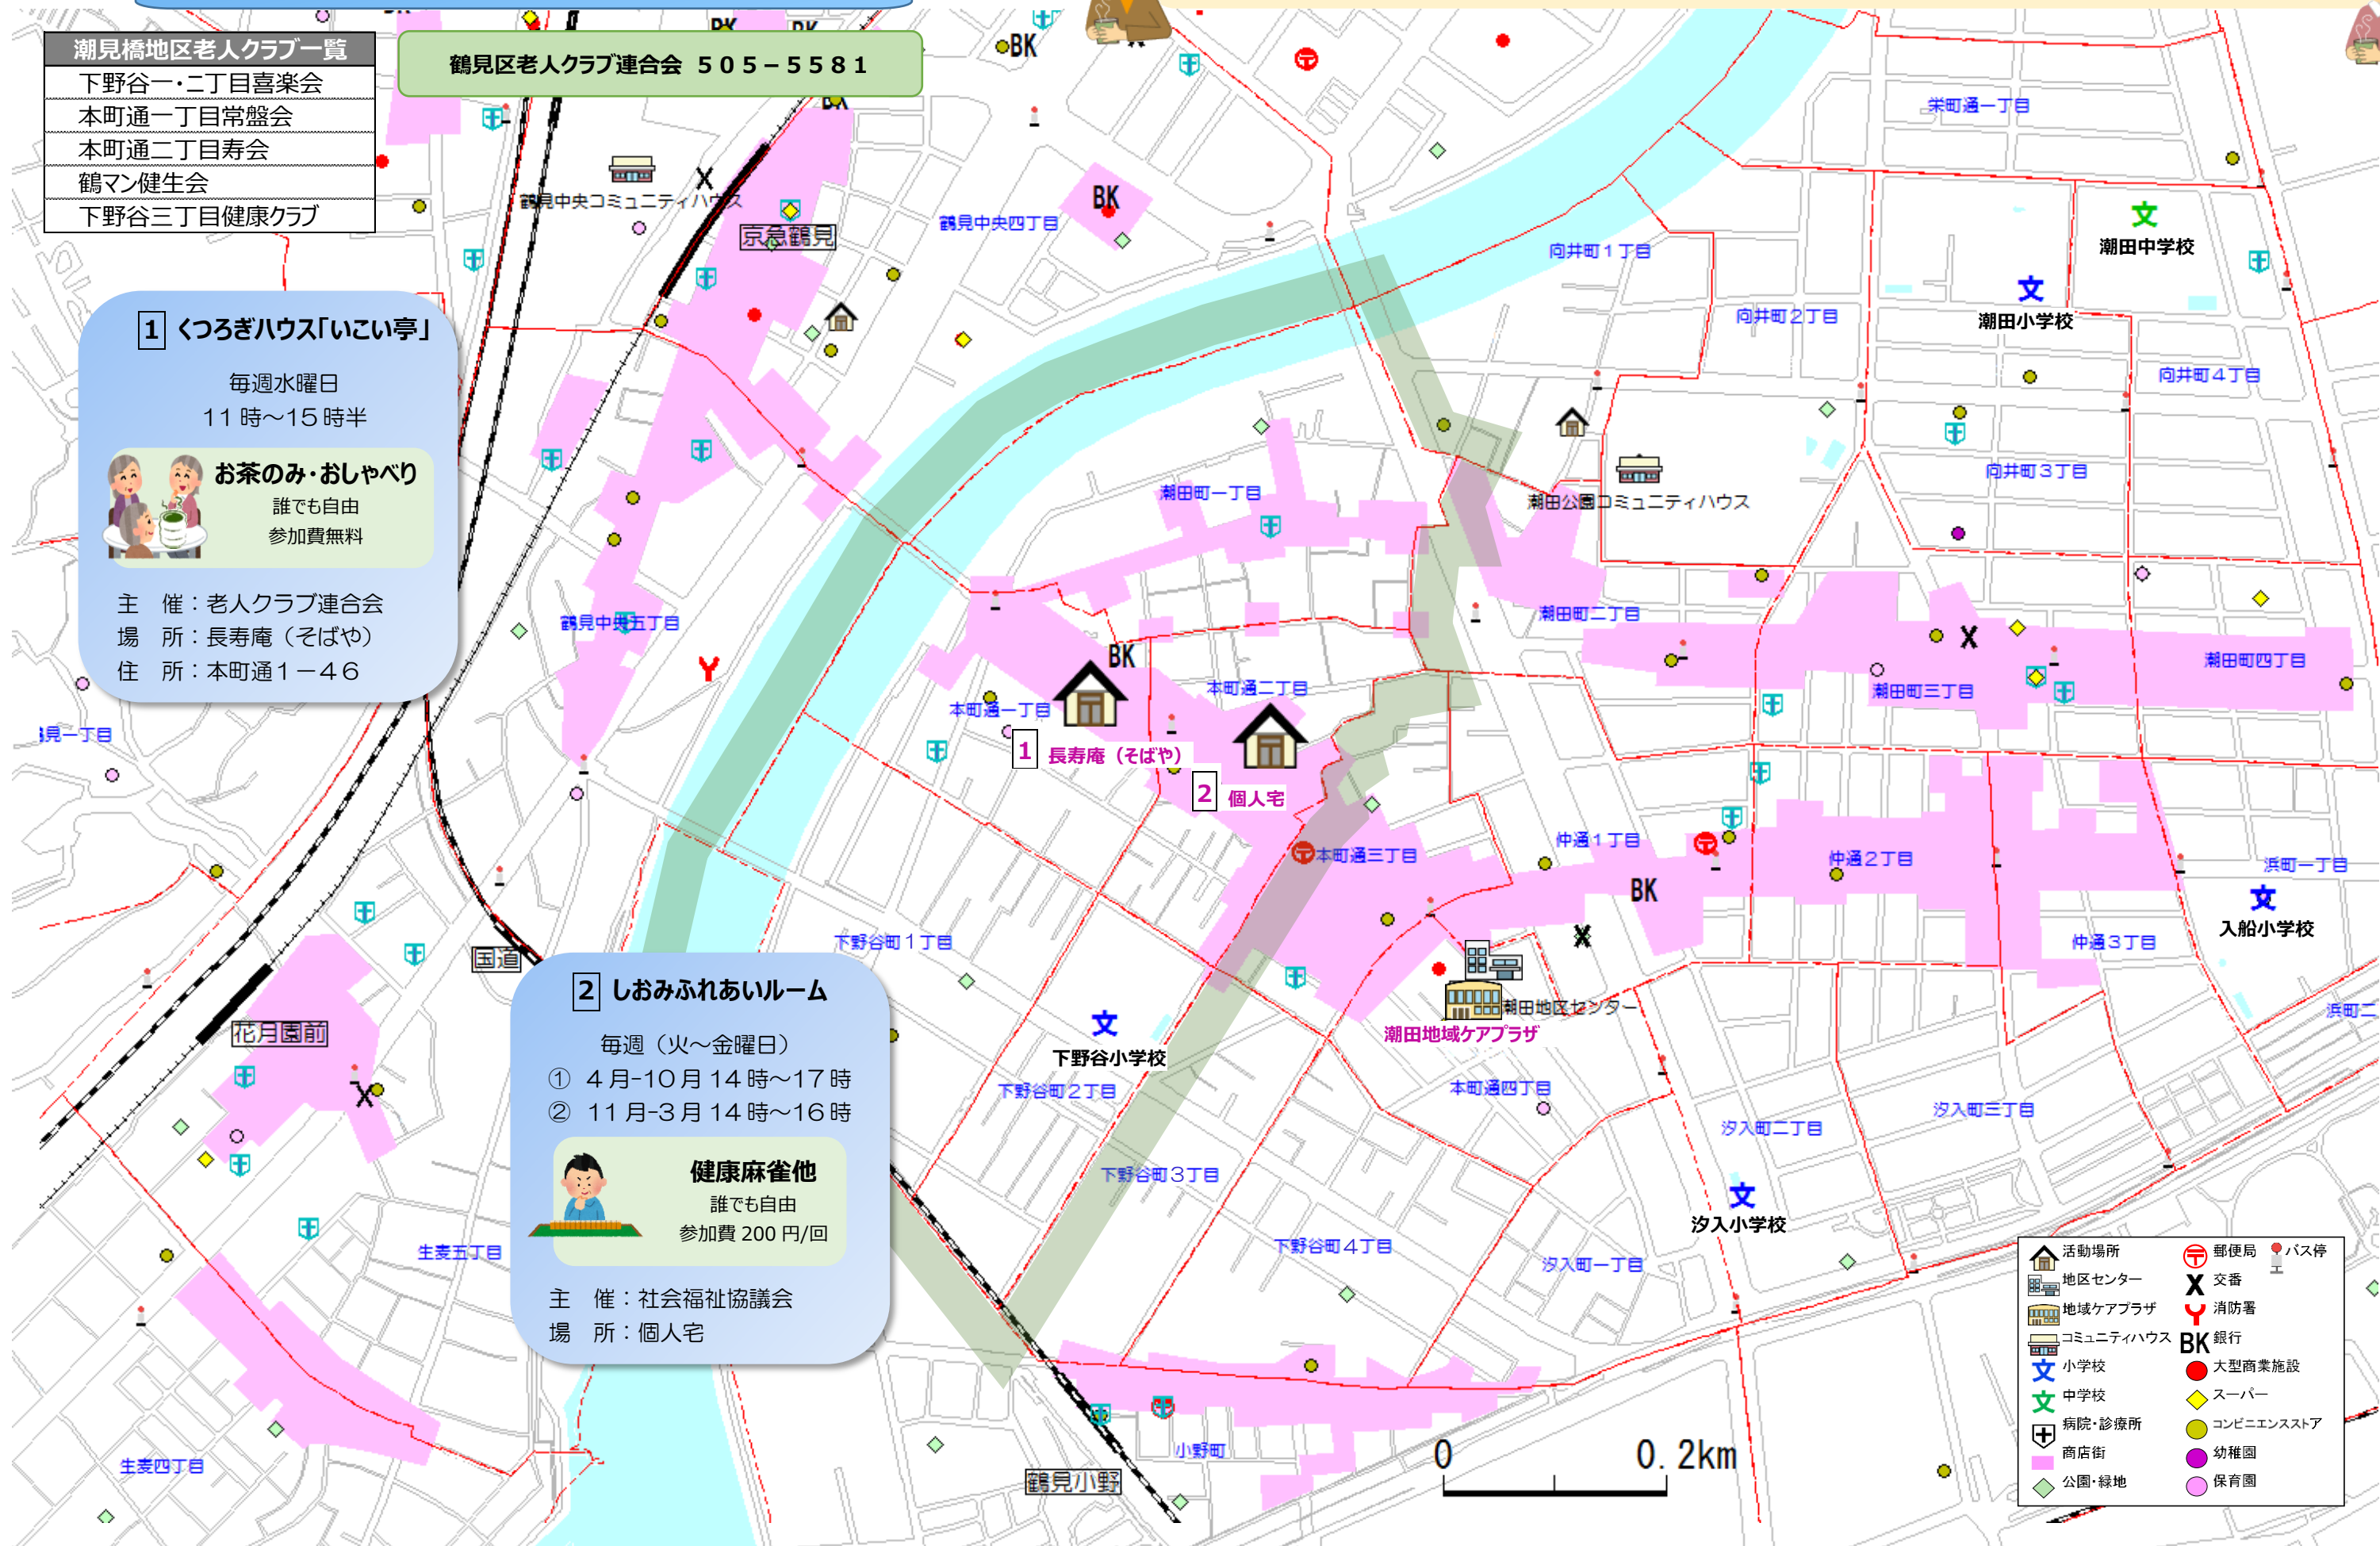 潮見橋地区老人クラブ一覧
下野谷一・二丁目喜楽会
本町通一丁目常盤会
本町通二丁目寿会
鶴マン健生会
下野谷三丁目健康クラブ
鶴見区老人クラブ連合会 ５０５－５５８１
1 くつろぎハウス「いこい亭」
毎週水曜日
11時～15時半
お茶のみ・おしゃべり
誰でも自由
参加費無料
主　催：老人クラブ連合会
場　所：長寿庵（そばや）
住　所：本町通１－４６
2 しおみふれあいルーム
毎週（火～金曜日）
① 4月-10月 14時～17時
② 11月-3月 14時～16時
健康麻雀他
誰でも自由
参加費 200 円/回
主　催：社会福祉協議会
場　所：個人宅
BK
BK
鶴見中央コミュニティハウス
京急鶴見
鶴見中央四丁目
BK
栄町通一丁目
潮田中学校
向井町１丁目
潮田小学校
向井町２丁目
向井町４丁目
向井町３丁目
潮田公園コミュニティハウス
潮田町一丁目
潮田町二丁目
潮田町四丁目
潮田町三丁目
鶴見中央五丁目
BK
本町通二丁目
本町通一丁目
1 長寿庵（そばや）
2 個人宅
見一丁目
本町通三丁目
仲通１丁目
仲通２丁目
浜町一丁目
BK
入船小学校
仲通３丁目
浜町二
下野谷町１丁目
国道
花月園前
潮田地区センター
潮田地域ケアプラザ
下野谷小学校
下野谷町２丁目
本町通四丁目
汐入町三丁目
汐入町二丁目
下野谷町３丁目
汐入小学校
下野谷町４丁目
汐入町一丁目
生麦五丁目
生麦四丁目
小野町
鶴見小野
0 0.2km
活動場所
地区センター
地域ケアプラザ
コミュニティハウス
小学校
中学校
病院・診療所
商店街
公園・緑地
郵便局
バス停
交番
消防署
BK 銀行
大型商業施設
スーパー
コンビニエンスストア
幼稚園
保育園